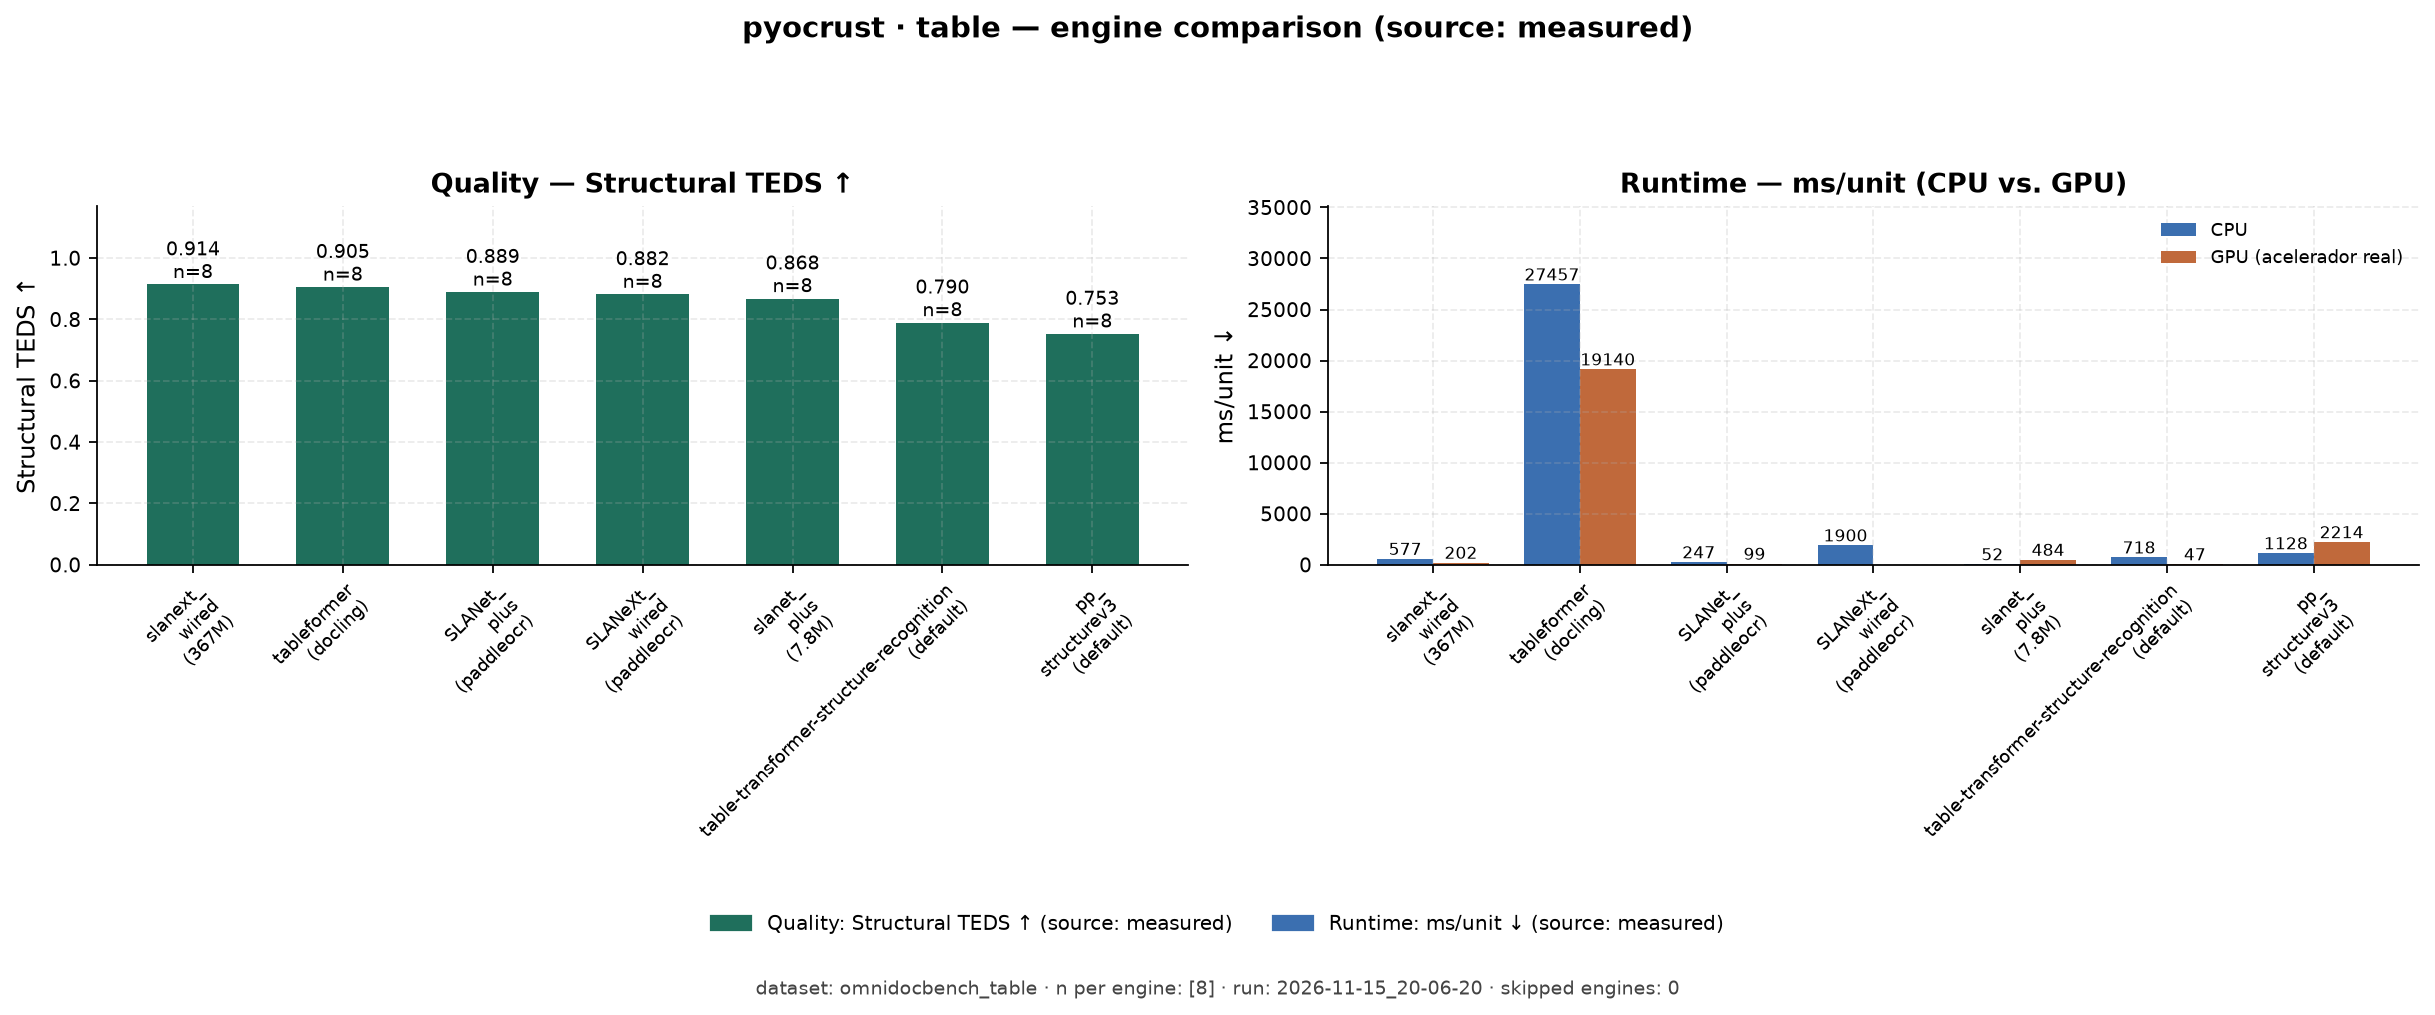 pyocrust · table — engine comparison (source: measured)
Quality — Structural TEDS ↑
Structural TEDS ↑
1.0
0.8
0.6
0.4
0.2
0.0
0.914
n=8
0.905
n=8
0.889
n=8
0.882
n=8
0.868
n=8
0.790
n=8
0.753
n=8
slanext_
wired
(367M)
tableformer
(docling)
SLANet_
plus
(paddleocr)
SLANeXt_
wired
(paddleocr)
slanet_
plus
(7.8M)
table-transformer-structure-recognition
(default)
pp_
structurev3
(default)
Runtime — ms/unit (CPU vs. GPU)
ms/unit ↓
35000
30000
25000
20000
15000
10000
5000
0
CPU
GPU (acelerador real)
577
202
27457
19140
247
99
1900
52
484
718
47
1128
2214
slanext_
wired
(367M)
tableformer
(docling)
SLANet_
plus
(paddleocr)
SLANeXt_
wired
(paddleocr)
slanet_
plus
(7.8M)
table-transformer-structure-recognition
(default)
pp_
structurev3
(default)
Quality: Structural TEDS ↑ (source: measured)
Runtime: ms/unit ↓ (source: measured)
dataset: omnidocbench_table · n per engine: [8] · run: 2026-11-15_20-06-20 · skipped engines: 0